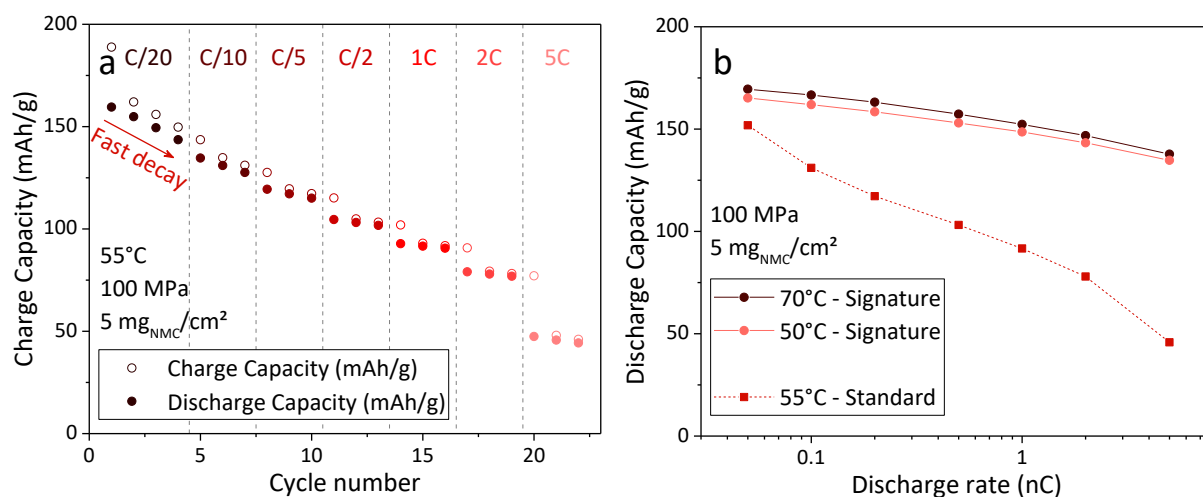 a
C/20 C/10 C/5 C/2 1C 2C 5C
Fast decay
55°C
100 MPa
5 mgNMC/cm²
Charge Capacity (mAh/g)
Discharge Capacity (mAh/g)
Charge Capacity (mAh/g)
200
150
100
50
0
0 5 10 15 20
Cycle number
b
100 MPa
5 mgNMC/cm²
70°C - Signature
50°C - Signature
55°C - Standard
Discharge Capacity (mAh/g)
200
150
100
50
0
0.1 1
Discharge rate (nC)